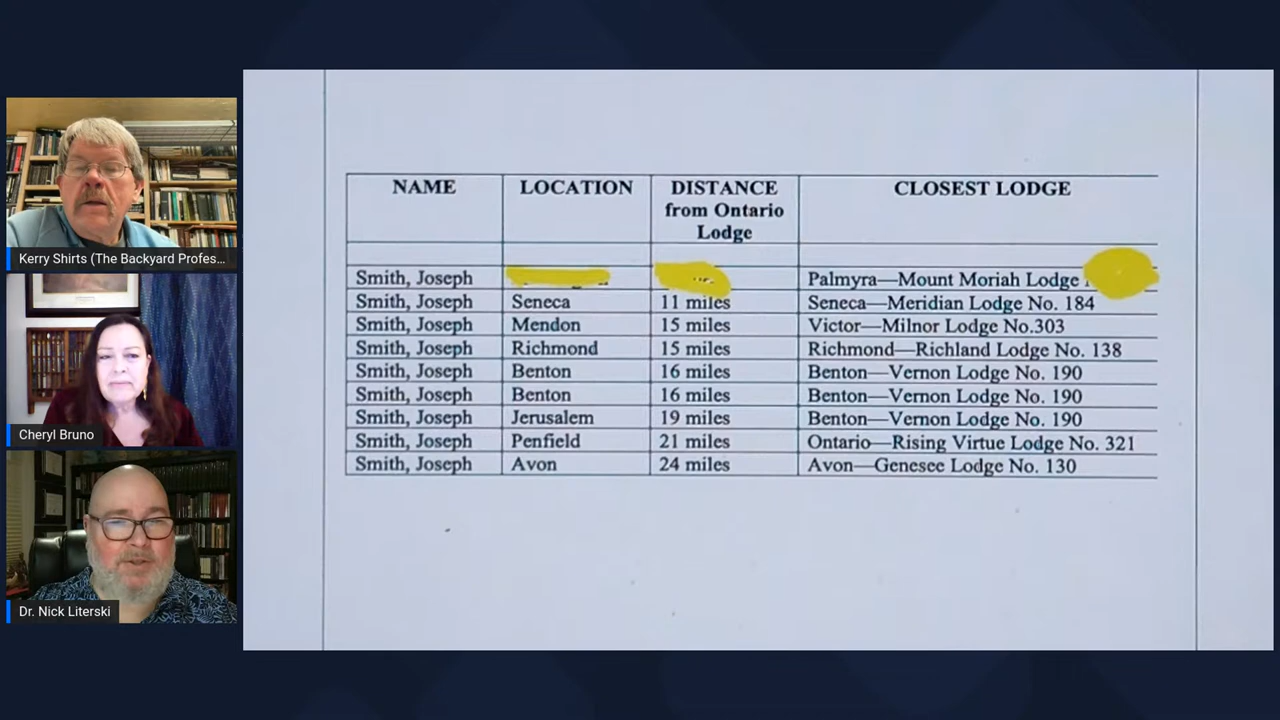 Kerry Shirts (The Backyard Profes...
Cheryl Bruno
Dr. Nick Literski
NAME LOCATION DISTANCE from Ontario Lodge CLOSEST LODGE
Smith, Joseph Palmyra—Mount Moriah Lodge
Smith, Joseph Seneca 11 miles Seneca—Meridian Lodge No. 184
Smith, Joseph Mendon 15 miles Victor—Milnor Lodge No.303
Smith, Joseph Richmond 15 miles Richmond—Richland Lodge No. 138
Smith, Joseph Benton 16 miles Benton—Vernon Lodge No. 190
Smith, Joseph Benton 16 miles Benton—Vernon Lodge No. 190
Smith, Joseph Jerusalem 19 miles Benton—Vernon Lodge No. 190
Smith, Joseph Penfield 21 miles Ontario—Rising Virtue Lodge No. 321
Smith, Joseph Avon 24 miles Avon—Genesee Lodge No. 130